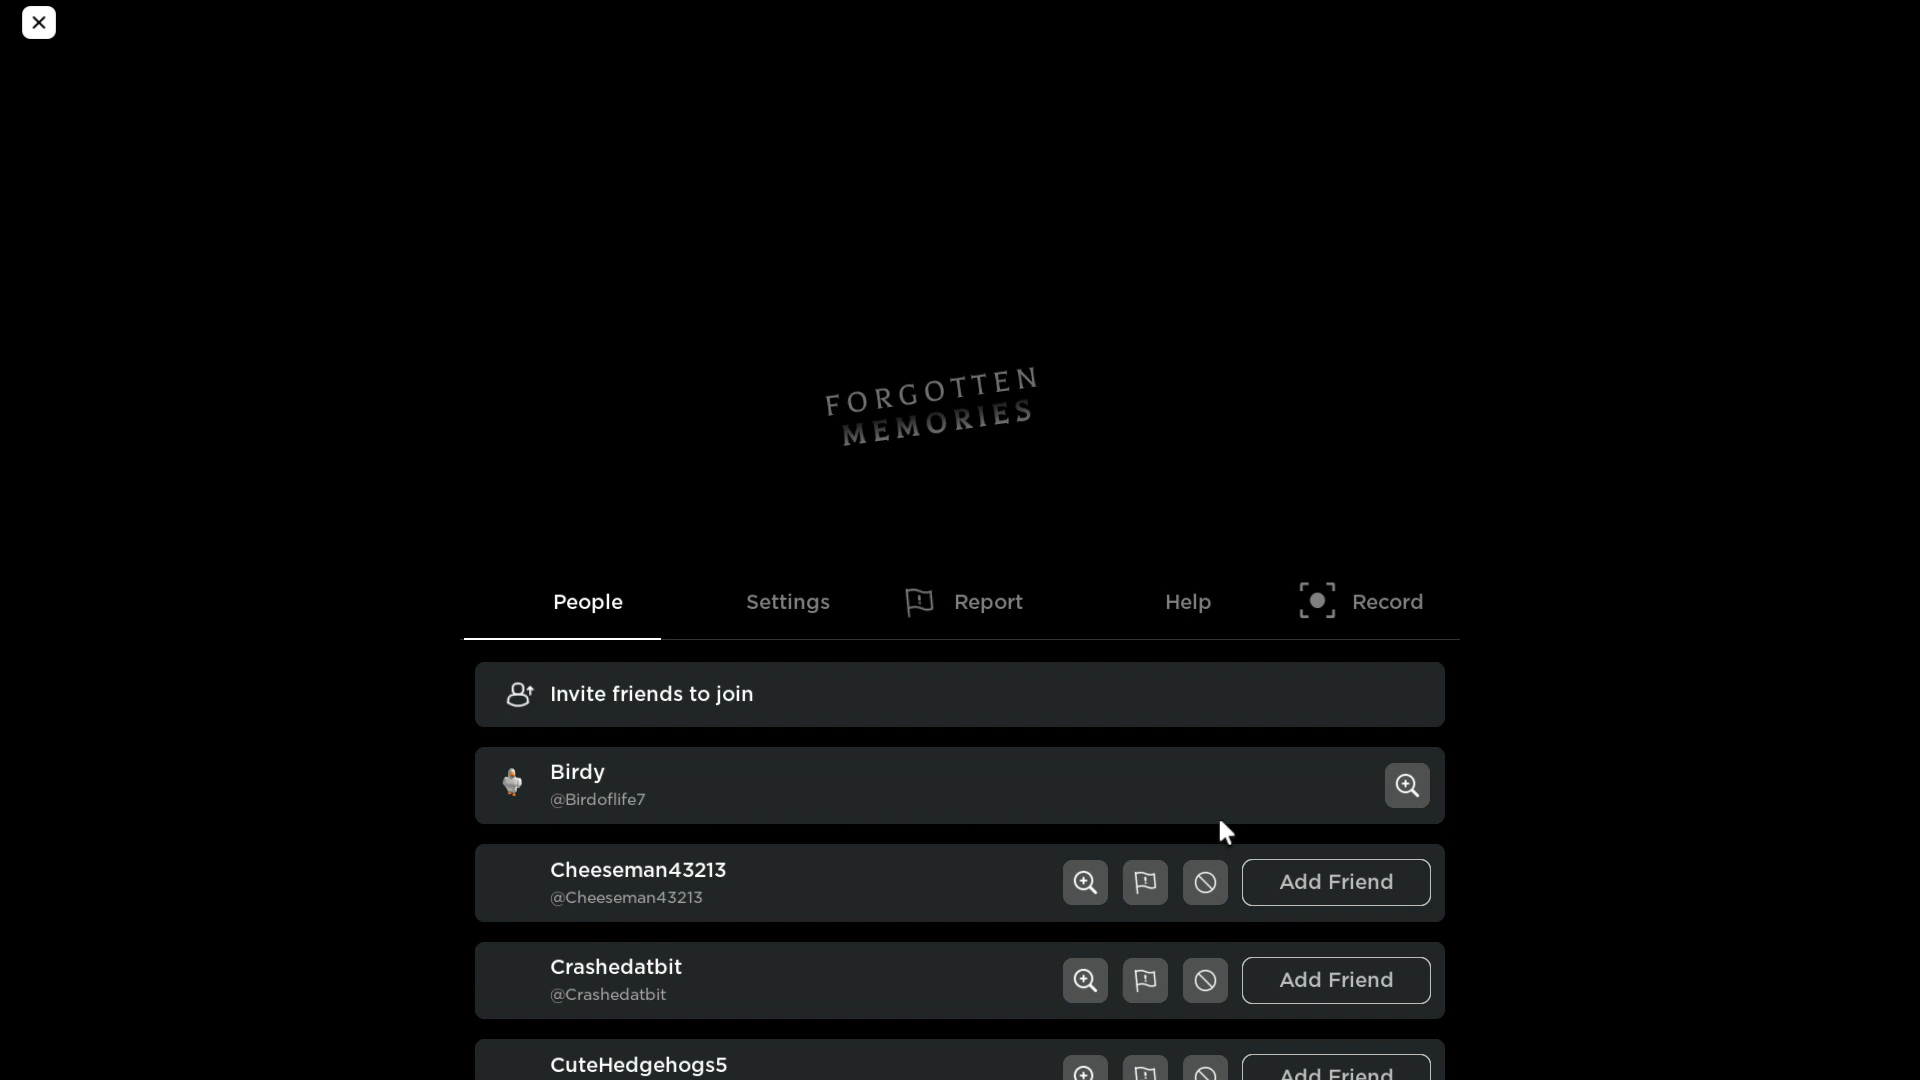 FORGOTTEN
MEMORIES
People
Settings
Report
Help
Record
Invite friends to join
Birdy
@Birdoflife7
Cheeseman43213
@Cheeseman43213
Add Friend
Crashedatbit
@Crashedatbit
Add Friend
CuteHedgehogs5
Add Friend